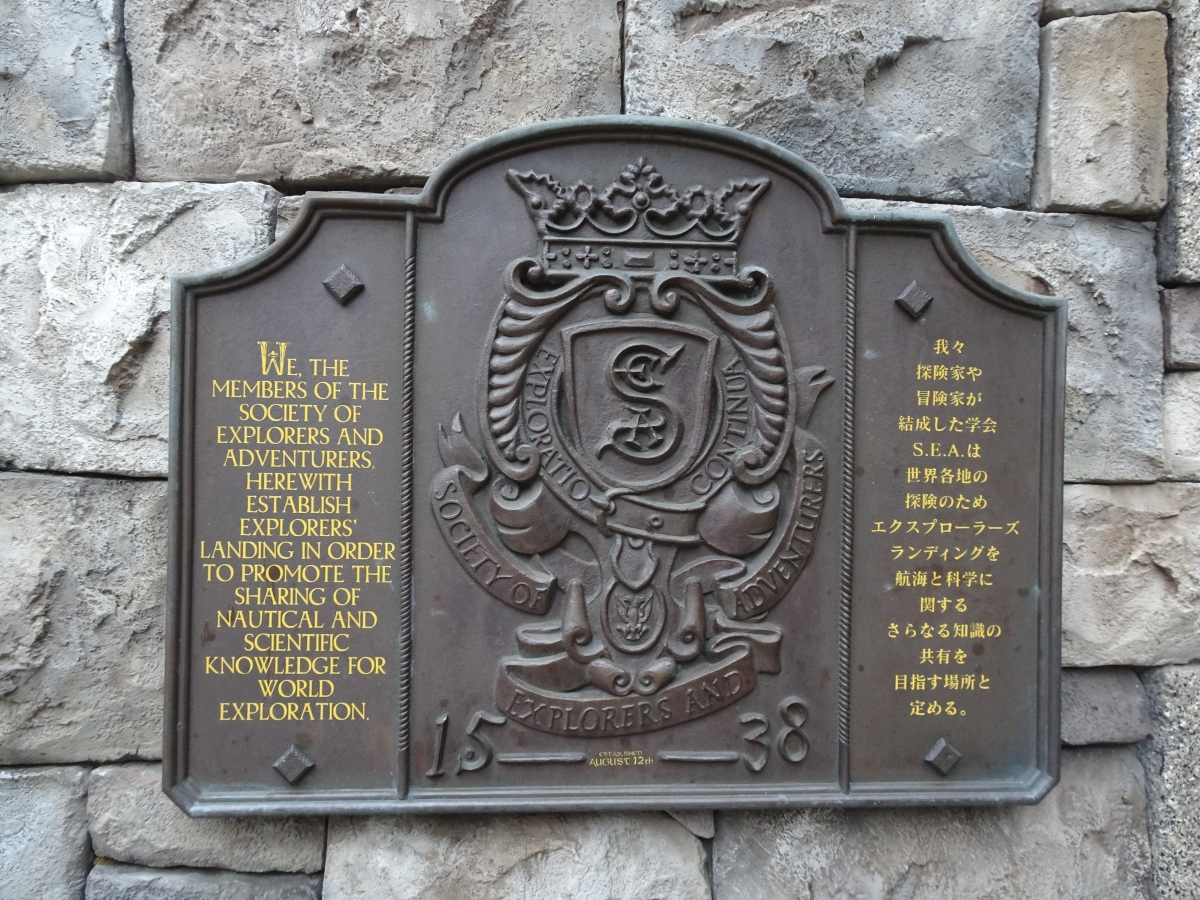 WE, THE
MEMBERS OF THE
SOCIETY OF
EXPLORERS AND
ADVENTURERS,
HEREWITH
ESTABLISH
EXPLORERS'
LANDING IN ORDER
TO PROMOTE THE
SHARING OF
NAUTICAL AND
SCIENTIFIC
KNOWLEDGE FOR
WORLD
EXPLORATION.
EXPLORATIO
CONTINUA
SEA
SOCIETY OF
EXPLORERS AND
ADVENTURERS
15
38
ESTABLISHED
AUGUST 12th
我々
探険家や
冒険家が
結成した学会
S.E.A.は
世界各地の
探険のため
エクスプローラーズ
ランディングを
航海と科学に
関する
さらなる知識の
共有を
目指す場所と
定める。